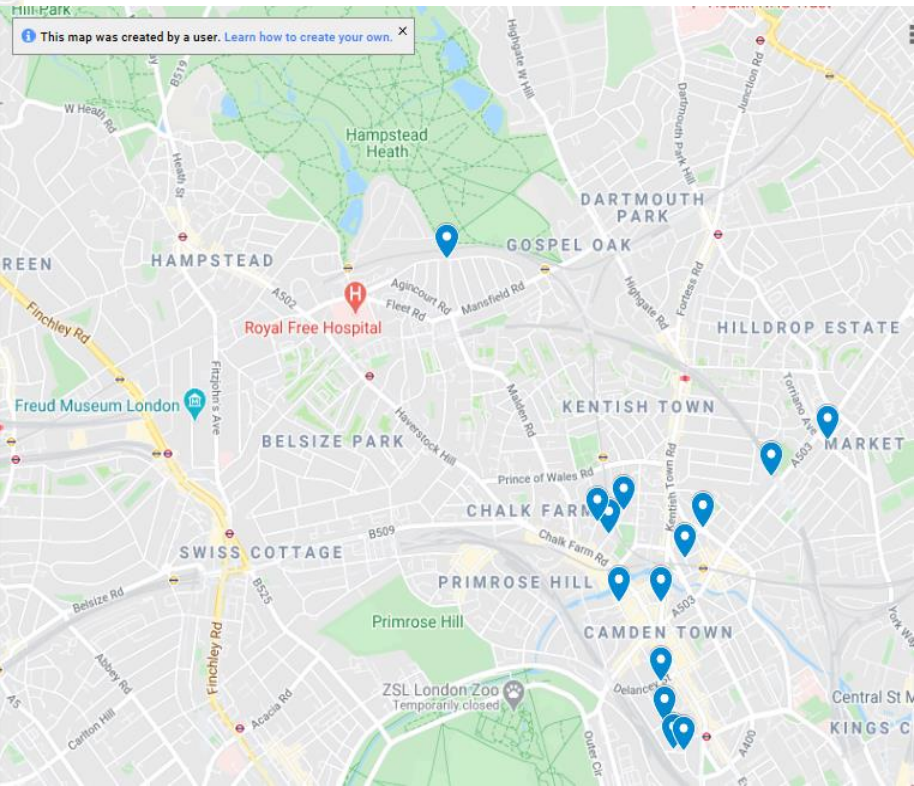 Hill Park
This map was created by a user. Learn how to create your own. ×
B519
Highgate W Hill
W Heath Rd
Junction Rd
Dartmouth Park Hill
Hampstead
Heath
Heath St
DARTMOUTH
PARK
GOSPEL OAK
REEN
HAMPSTEAD
A502
Agincourt Rd
Fleet Rd
Mansfield Rd
Highgate Rd
Fortess Rd
Finchley Rd
H
Royal Free Hospital
HILLDROP ESTATE
Fitzjohn's Ave
Freud Museum London
Malden Rd
KENTISH TOWN
Torriano Ave
Haverstock Hill
BELSIZE PARK
A503
MARKET
Prince of Wales Rd
Kentish Town Rd
CHALK FARM
B509
Chalk Farm Rd
SWISS COTTAGE
PRIMROSE HILL
B525
Belsize Rd
A503
Primrose Hill
CAMDEN TOWN
York Way
Finchley Rd
Abbey Rd
A5
Acacia Rd
ZSL London Zoo
Temporarily closed
Delancey St
Central St M
Carlton Hill
Outer Cir
A400
KINGS C